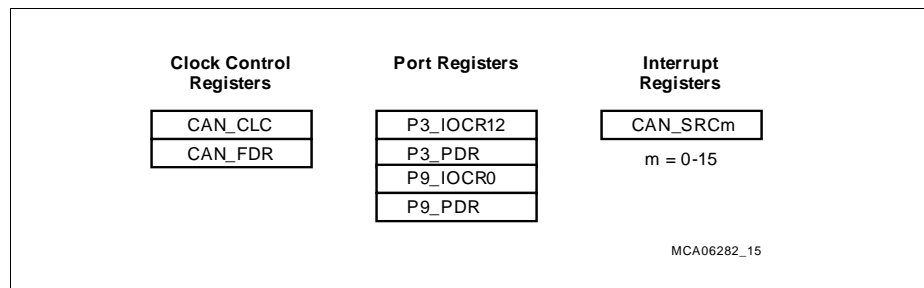 Clock Control
Registers
CAN_CLC
CAN_FDR
Port Registers
P3_IOCR12
P3_PDR
P9_IOCR0
P9_PDR
Interrupt
Registers
CAN_SRCm
m = 0-15
MCA06282_15